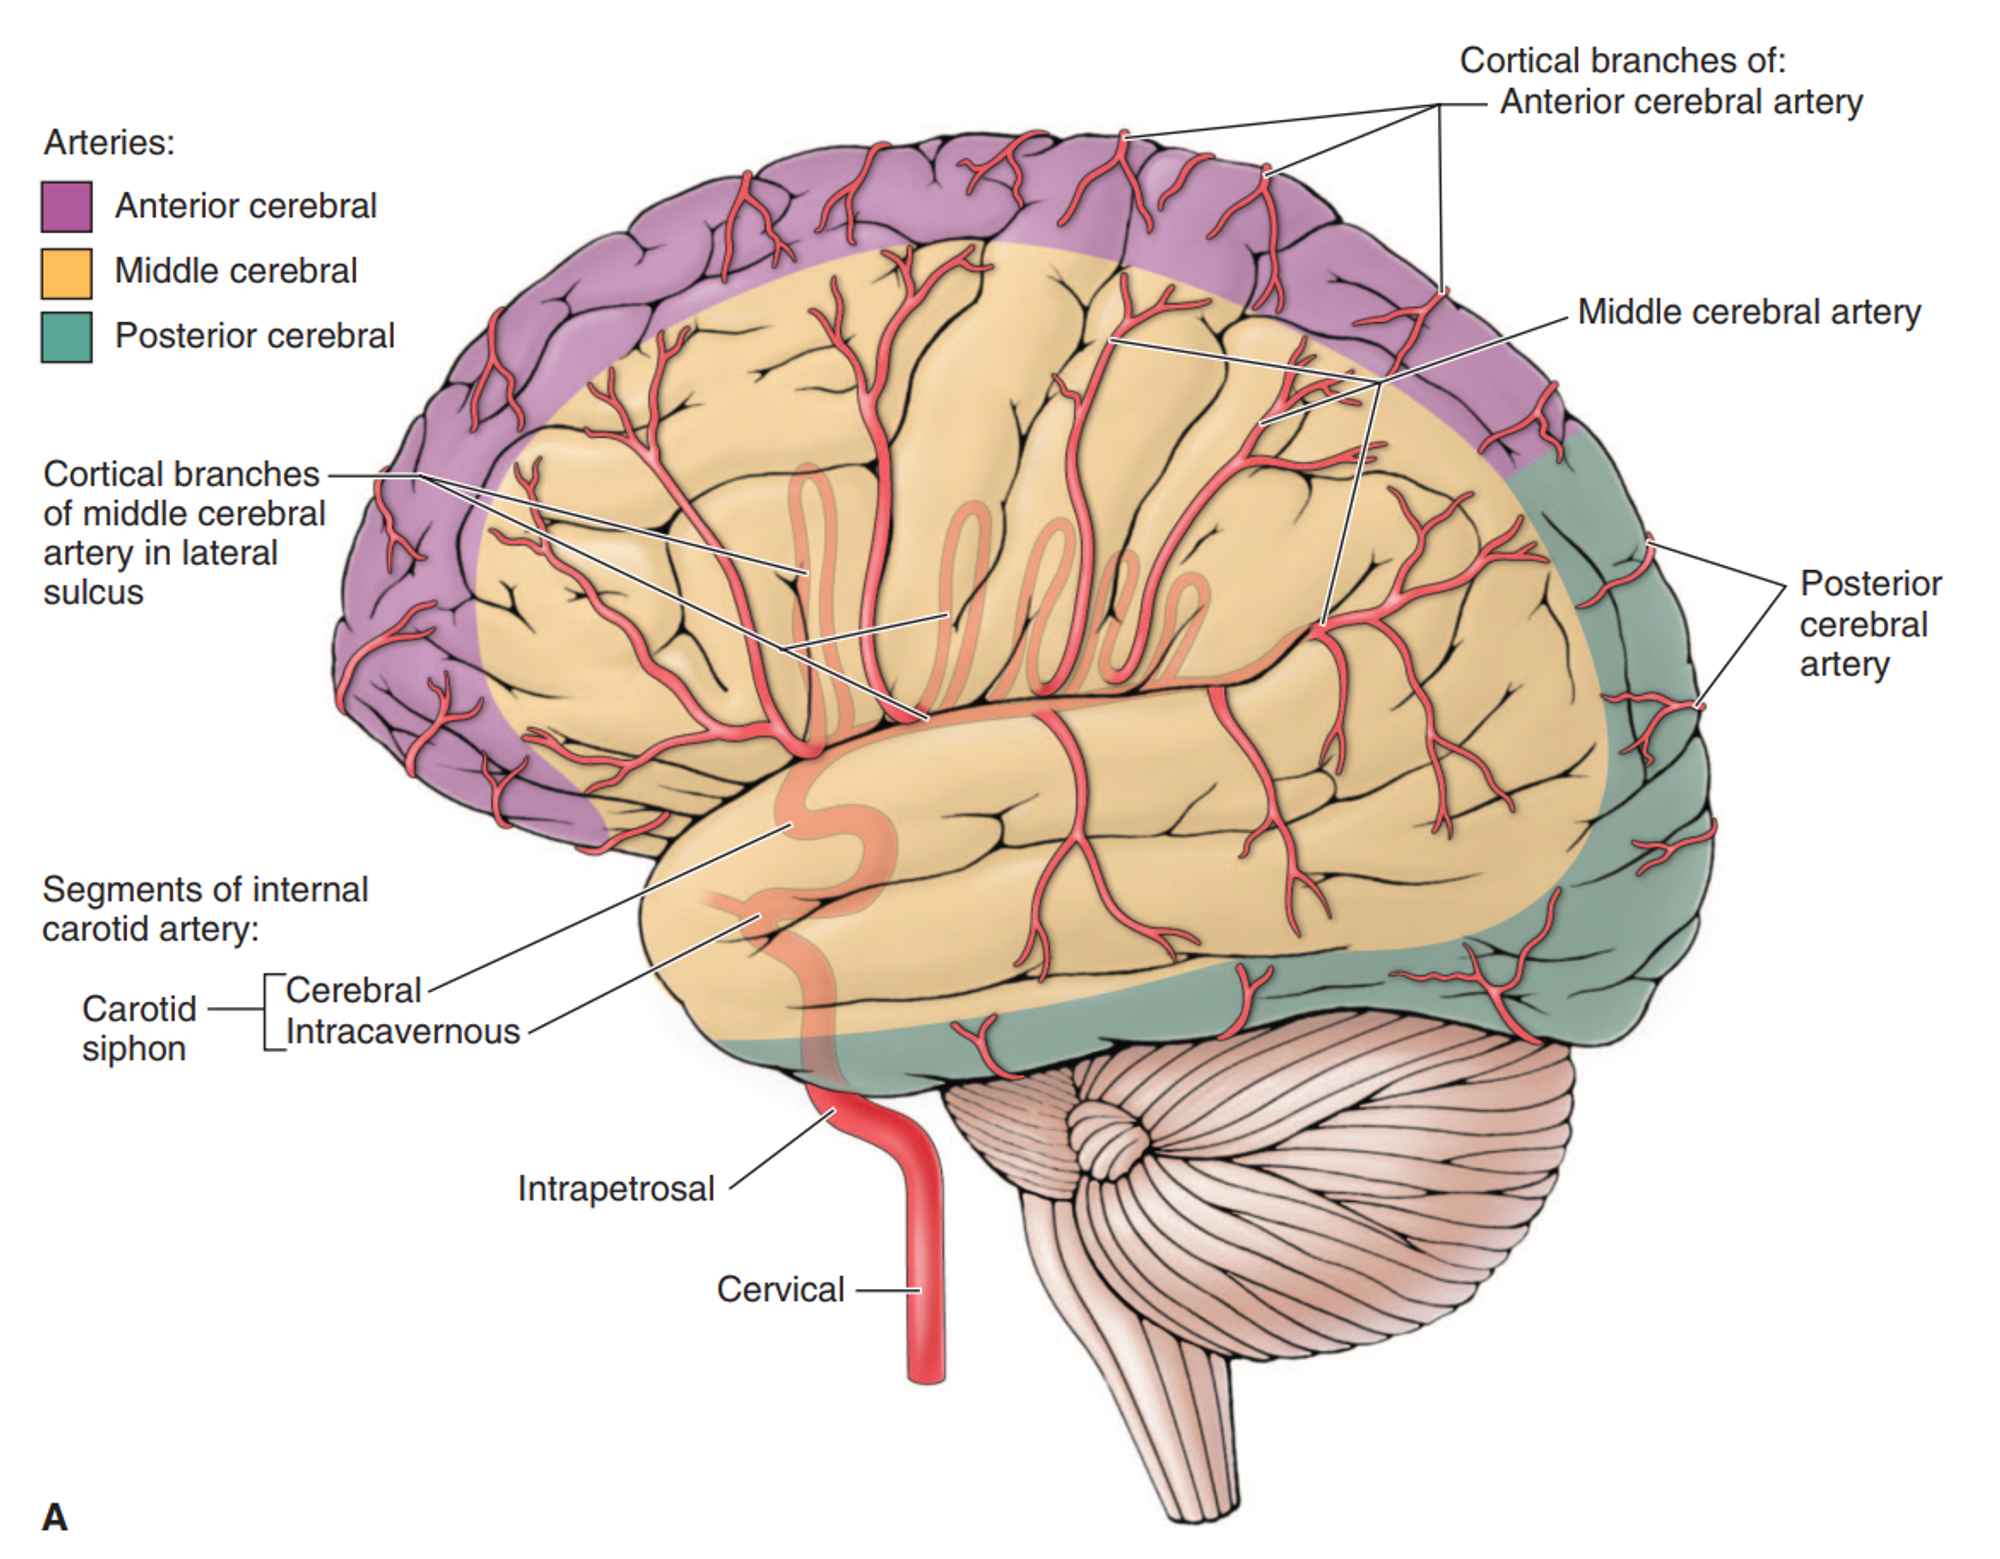 Cortical branches of:
Anterior cerebral artery
Arteries:
Anterior cerebral
Middle cerebral
Posterior cerebral
Middle cerebral artery
Cortical branches
of middle cerebral
artery in lateral
sulcus
Posterior
cerebral
artery
Segments of internal
carotid artery:
Carotid
siphon
Cerebral
Intracavernous
Intrapetrosal
Cervical
A